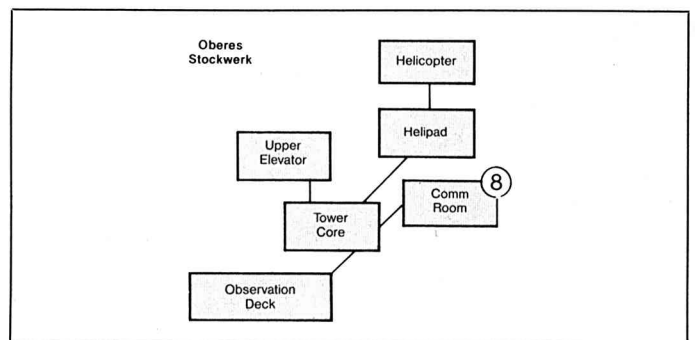 Oberes
Stockwerk
Helicopter
Helipad
Upper
Elevator
8
Comm
Room
Tower
Core
Observation
Deck